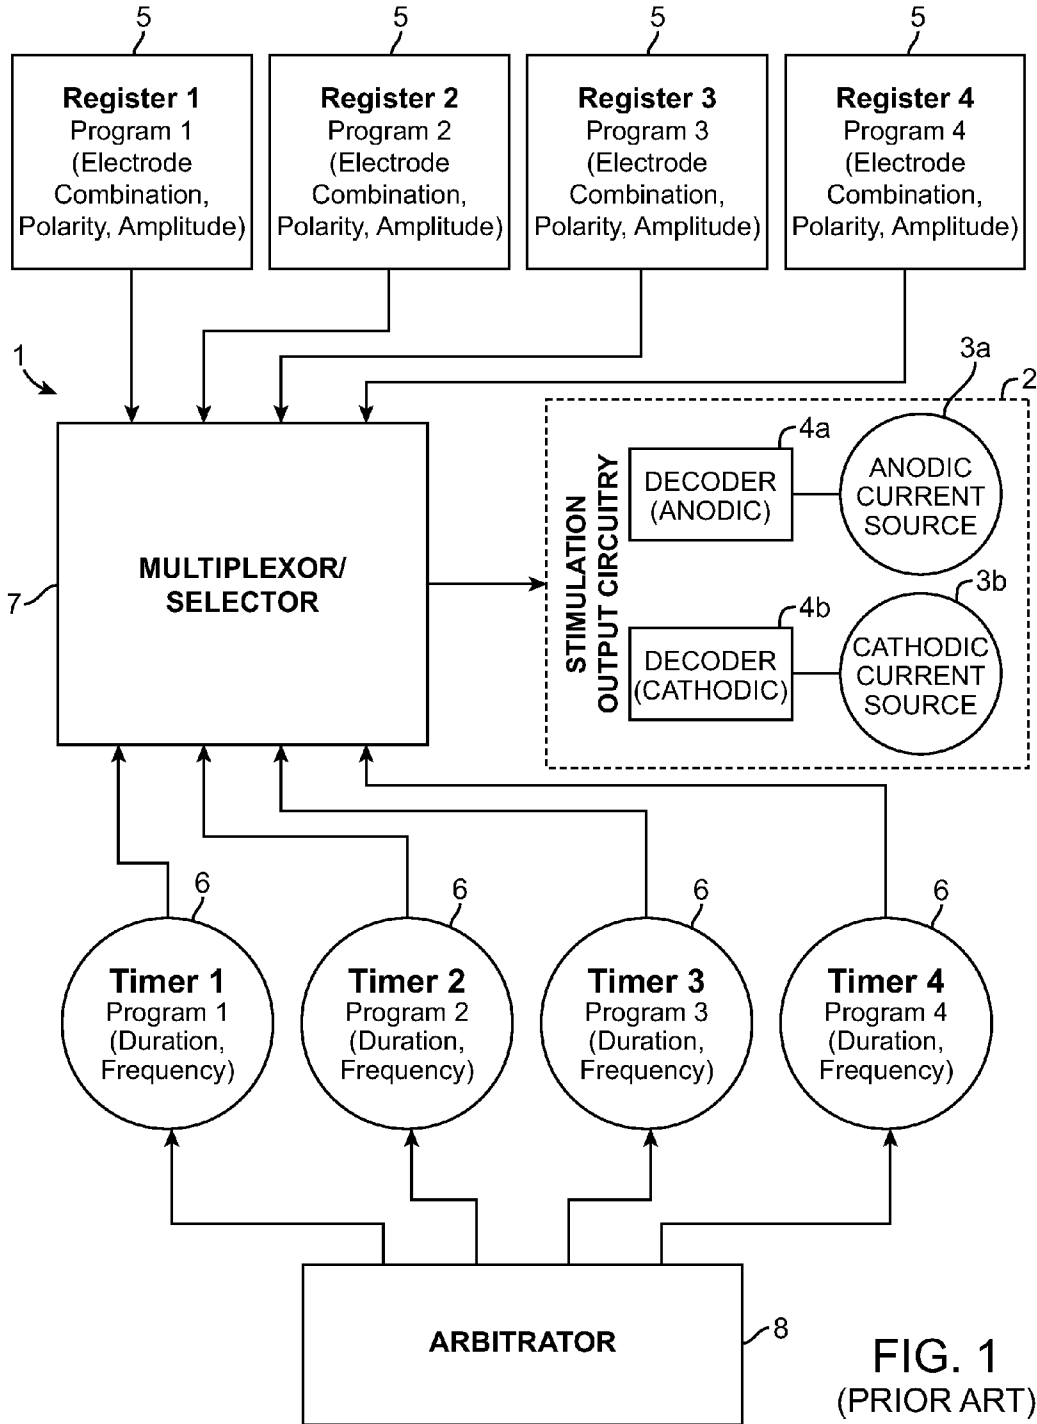 5
5
5
5
Register 1
Program 1
(Electrode
Combination,
Polarity, Amplitude)
Register 2
Program 2
(Electrode
Combination,
Polarity, Amplitude)
Register 3
Program 3
(Electrode
Combination,
Polarity, Amplitude)
Register 4
Program 4
(Electrode
Combination,
Polarity, Amplitude)
1
3a
2
4a
MULTIPLEXOR/
SELECTOR
7
STIMULATION
OUTPUT CIRCUITRY
DECODER
(ANODIC)
ANODIC
CURRENT
SOURCE
4b
3b
DECODER
(CATHODIC)
CATHODIC
CURRENT
SOURCE
6
6
6
6
Timer 1
Program 1
(Duration,
Frequency)
Timer 2
Program 2
(Duration,
Frequency)
Timer 3
Program 3
(Duration,
Frequency)
Timer 4
Program 4
(Duration,
Frequency)
ARBITRATOR
8
FIG. 1
(PRIOR ART)